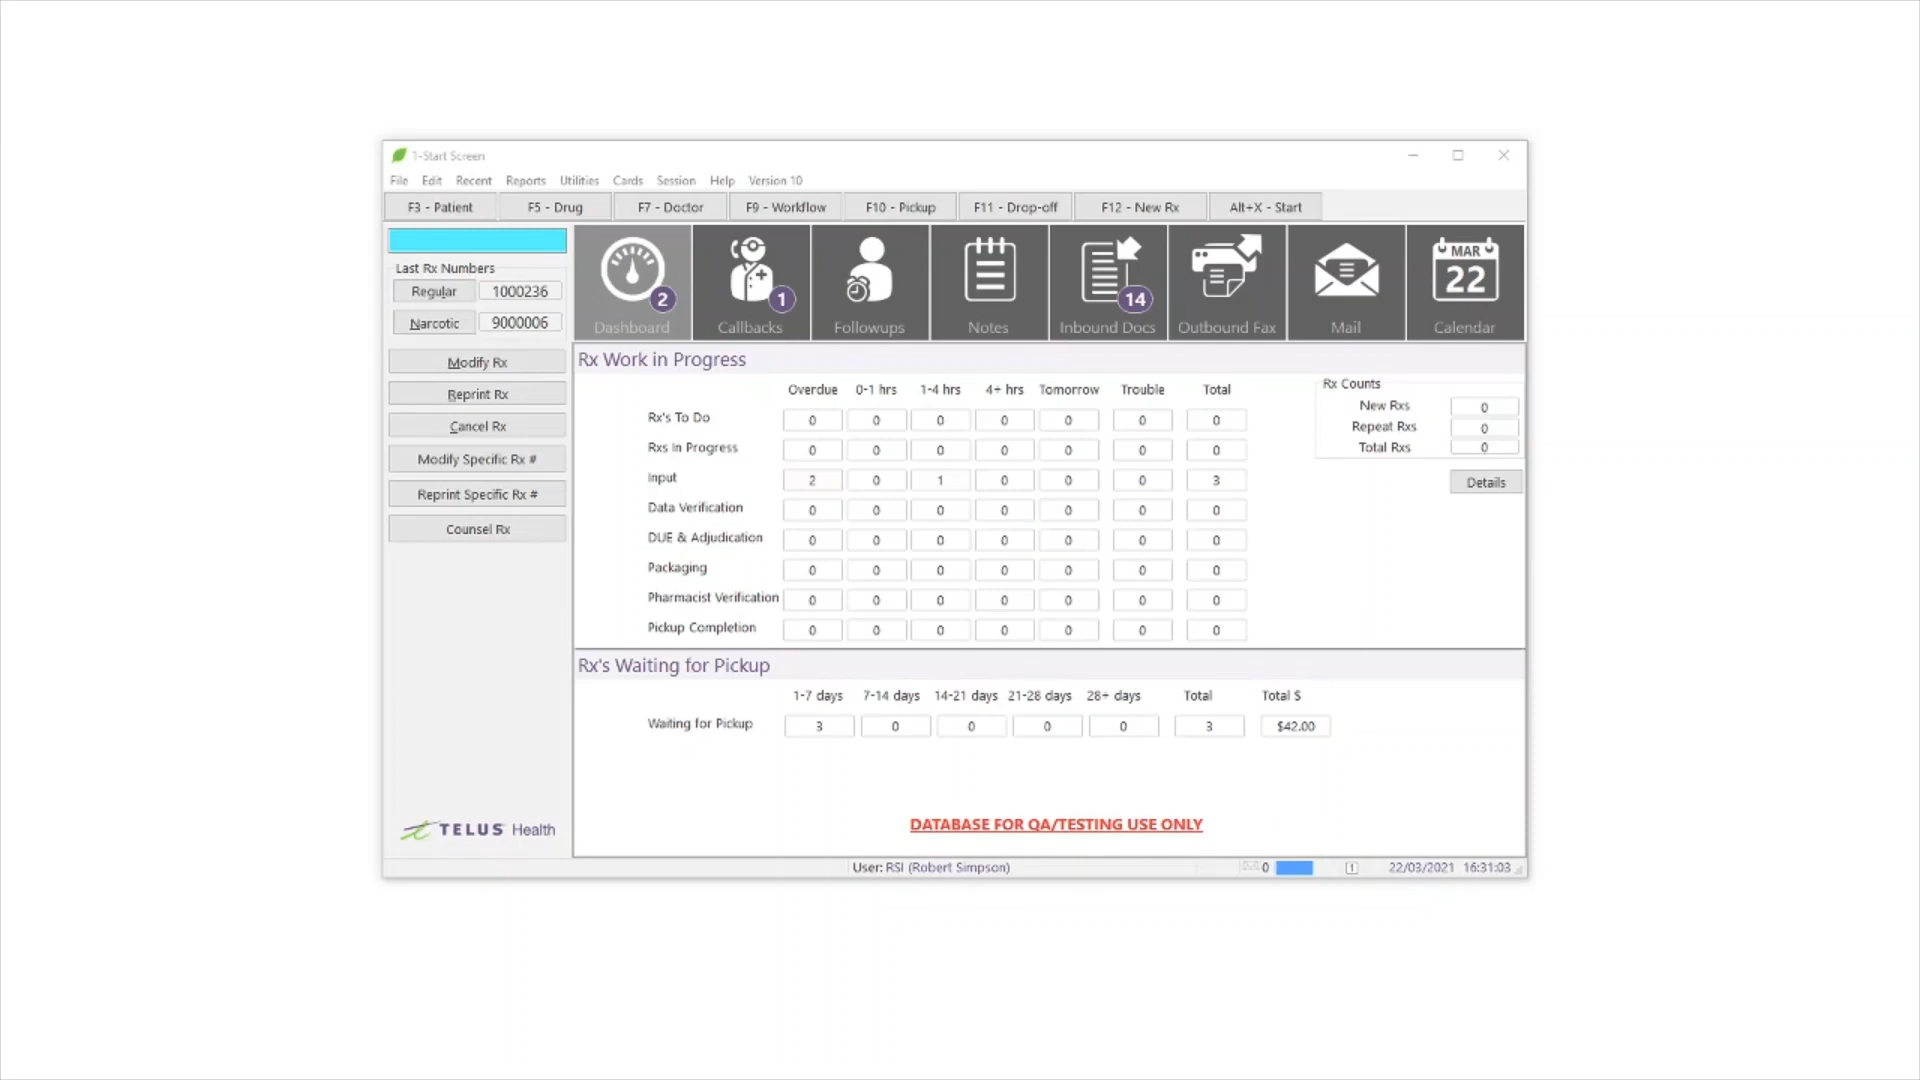 1-Start Screen
File Edit Recent Reports Utilities Cards Session Help Version 10
F3 - Patient F5 - Drug F7 - Doctor F9 - Workflow F10 - Pickup F11 - Drop-off F12 - New Rx Alt+X - Start
Last Rx Numbers
Regular 1000236
Narcotic 9000006
Modify Rx
Reprint Rx
Cancel Rx
Modify Specific Rx #
Reprint Specific Rx #
Counsel Rx
TELUS Health
2 1 14 MAR 22
Dashboard Callbacks Followups Notes Inbound Docs Outbound Fax Mail Calendar
Rx Work in Progress
Overdue 0-1 hrs 1-4 hrs 4+ hrs Tomorrow Trouble Total
Rx's To Do 0 0 0 0 0 0 0
Rxs In Progress 0 0 0 0 0 0 0
Input 2 0 1 0 0 0 3
Data Verification 0 0 0 0 0 0 0
DUE & Adjudication 0 0 0 0 0 0 0
Packaging 0 0 0 0 0 0 0
Pharmacist Verification 0 0 0 0 0 0 0
Pickup Completion 0 0 0 0 0 0 0
Rx Counts
New Rxs 0
Repeat Rxs 0
Total Rxs 0
Details
Rx's Waiting for Pickup
1-7 days 7-14 days 14-21 days 21-28 days 28+ days Total Total $
Waiting for Pickup 3 0 0 0 0 3 $42.00
DATABASE FOR QA/TESTING USE ONLY
User: RSI (Robert Simpson) 0 1 22/03/2021 16:31:03